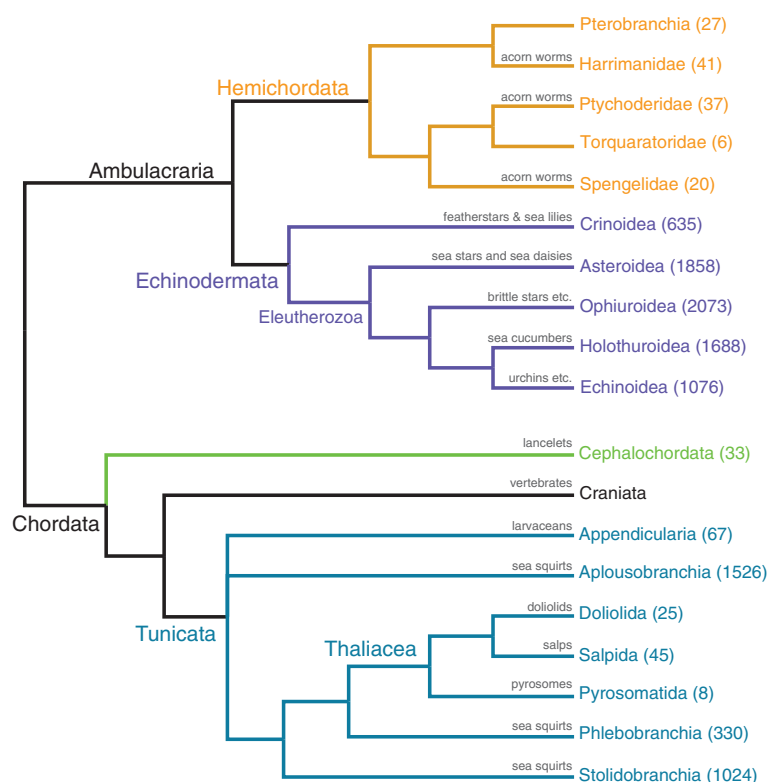 Pterobranchia (27)
acorn worms
Harrimanidae (41)
Hemichordata
acorn worms
Ptychoderidae (37)
Torquaratoridae (6)
Ambulacraria
acorn worms
Spengelidae (20)
featherstars & sea lilies
Crinoidea (635)
sea stars and sea daisies
Asteroidea (1858)
Echinodermata
brittle stars etc.
Ophiuroidea (2073)
Eleutherozoa
sea cucumbers
Holothuroidea (1688)
urchins etc.
Echinoidea (1076)
lancelets
Cephalochordata (33)
vertebrates
Craniata
Chordata
larvaceans
Appendicularia (67)
sea squirts
Aplousobranchia (1526)
doliolids
Doliolida (25)
Tunicata
Thaliacea
salps
Salpida (45)
pyrosomes
Pyrosomatida (8)
sea squirts
Phlebobranchia (330)
sea squirts
Stolidobranchia (1024)